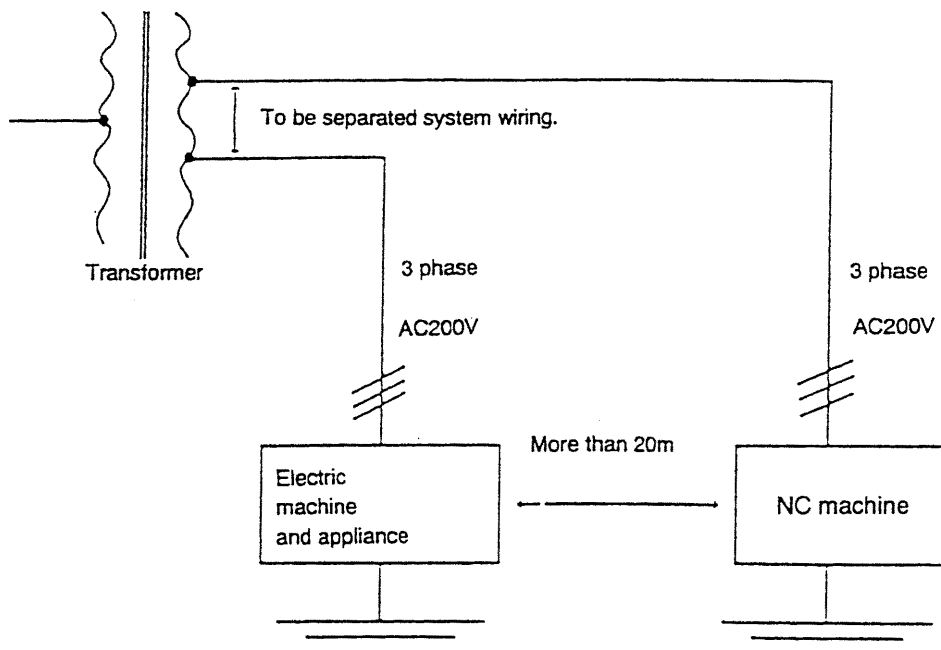 To be separated system wiring.
Transformer
3 phase
AC200V
3 phase
AC200V
More than 20m
Electric
machine
and appliance
NC machine